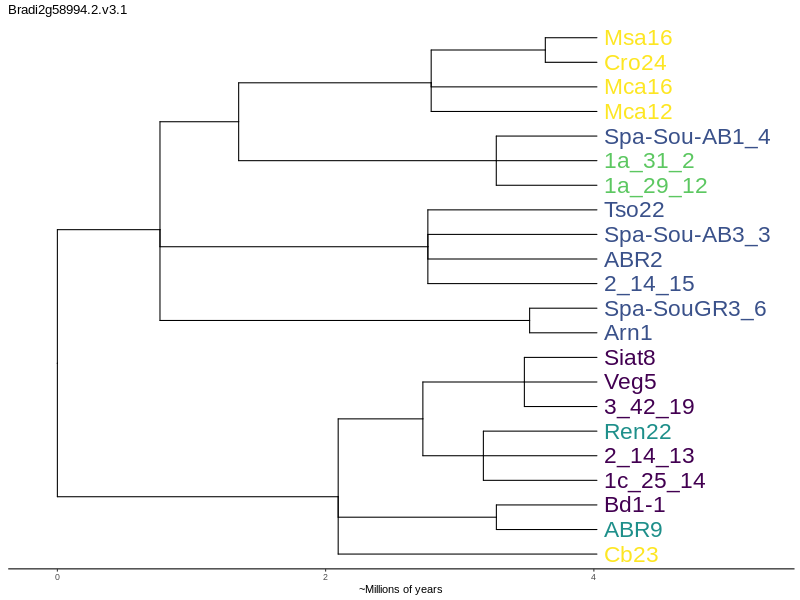 Bradi2g58994.2.v3.1
Msa16
Cro24
Mca16
Mca12
Spa-Sou-AB1_4
1a_31_2
1a_29_12
Tso22
Spa-Sou-AB3_3
ABR2
2_14_15
Spa-SouGR3_6
Arn1
Siat8
Veg5
3_42_19
Ren22
2_14_13
1c_25_14
Bd1-1
ABR9
Cb23
0 2 4
~Millions of years